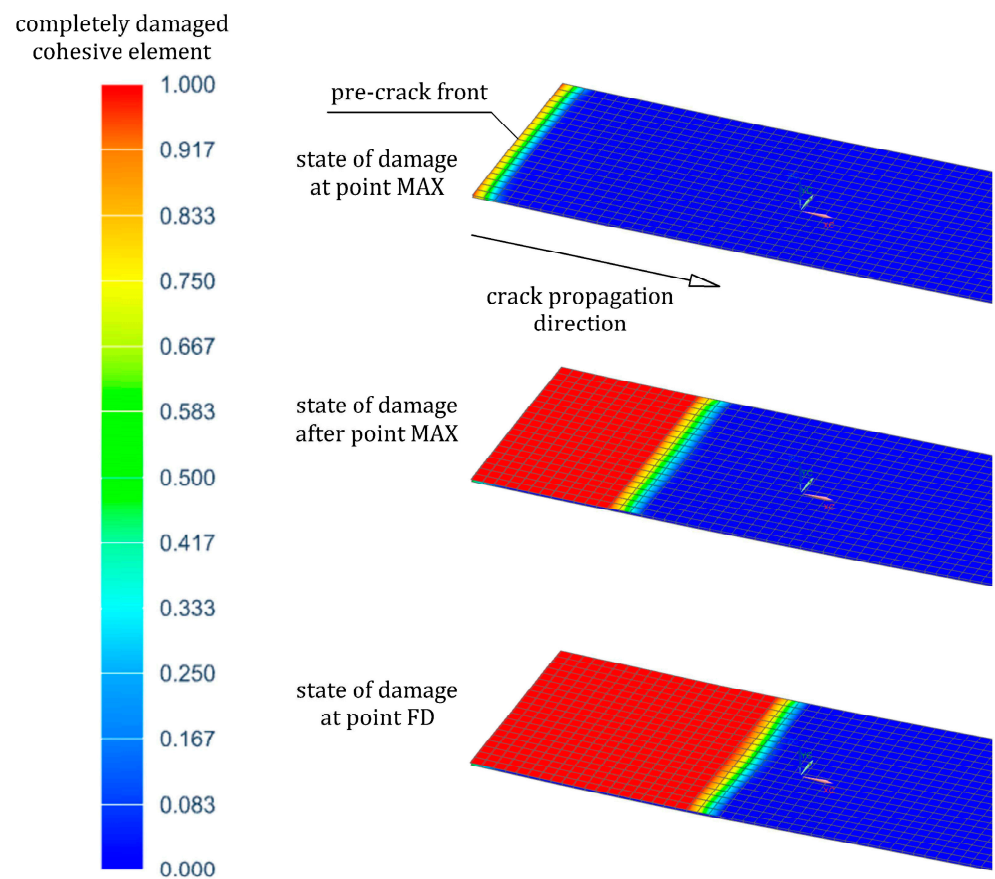 completely damaged
cohesive element
1.000
0.917
0.833
0.750
0.667
0.583
0.500
0.417
0.333
0.250
0.167
0.083
0.000
pre-crack front
state of damage
at point MAX
crack propagation
direction
state of damage
after point MAX
state of damage
at point FD